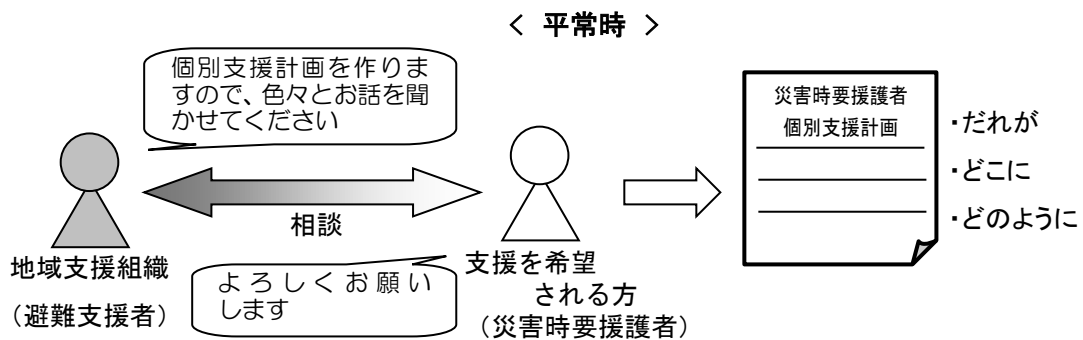 < 平常時 >
個別支援計画を作りま
すので、色々とお話を聞
かせてください
相談
地域支援組織
（避難支援者）
よろしくお願い
します
支援を希望
される方
（災害時要援護者）
災害時要援護者
個別支援計画
・だれが
・どこに
・どのように